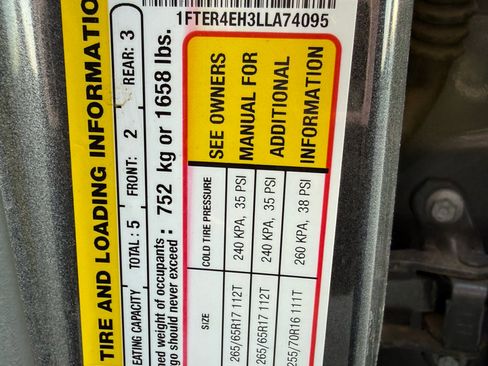 1FTER4EH3LLA74095
TIRE AND LOADING INFORMATION
EATING CAPACITY TOTAL: 5 FRONT: 2 REAR: 3
ned weight of occupants
go should never exceed: 752 kg or 1658 lbs.
SIZE COLD TIRE PRESSURE SEE OWNERS
265/65R17 112T 240 KPA, 35 PSI MANUAL FOR
265/65R17 112T 240 KPA, 35 PSI ADDITIONAL
255/70R16 111T 260 KPA, 38 PSI INFORMATION